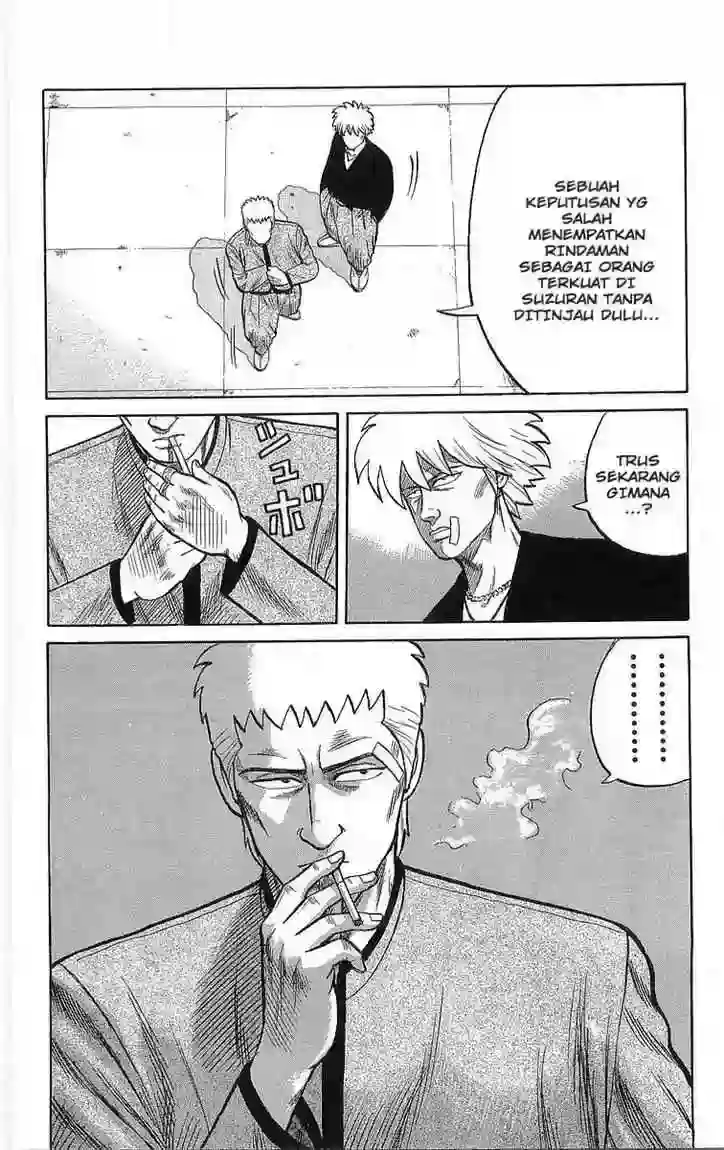 SEBUAH
KEPUTUSAN YG
SALAH
MENEMPATKAN
RINDAMAN
SEBAGAI ORANG
TERKUAT DI
SUZURAN TANPA
DITINJAU DULU...
シュボ
TRUS
SEKARANG
GIMANA
...?
........
........